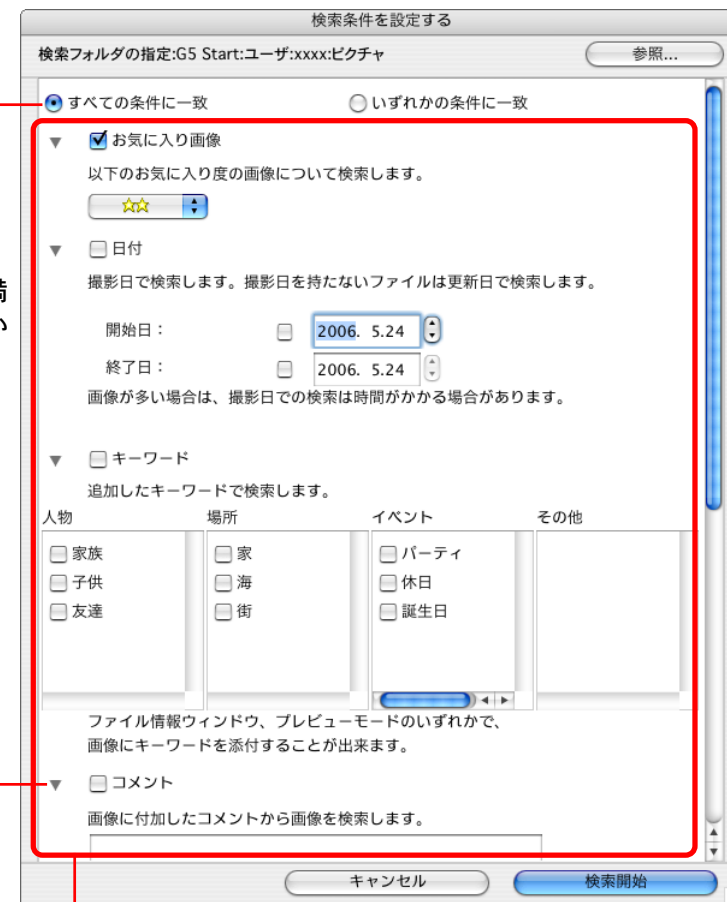 検索条件を設定する
検索フォルダの指定:G5 Start:ユーザ:xxxx:ピクチャ
参照...
すべての条件に一致
いずれかの条件に一致
お気に入り画像
以下のお気に入り度の画像について検索します。
日付
撮影日で検索します。撮影日を持たないファイルは更新日で検索します。
開始日：
2006. 5.24
終了日：
2006. 5.24
画像が多い場合は、撮影日での検索は時間がかかる場合があります。
キーワード
追加したキーワードで検索します。
人物 場所 イベント その他
家族 家 パーティ
子供 海 休日
友達 街 誕生日
ファイル情報ウィンドウ、プレビューモードのいずれかで、
画像にキーワードを添付することが出来ます。
コメント
画像に付加したコメントから画像を検索します。
キャンセル
検索開始